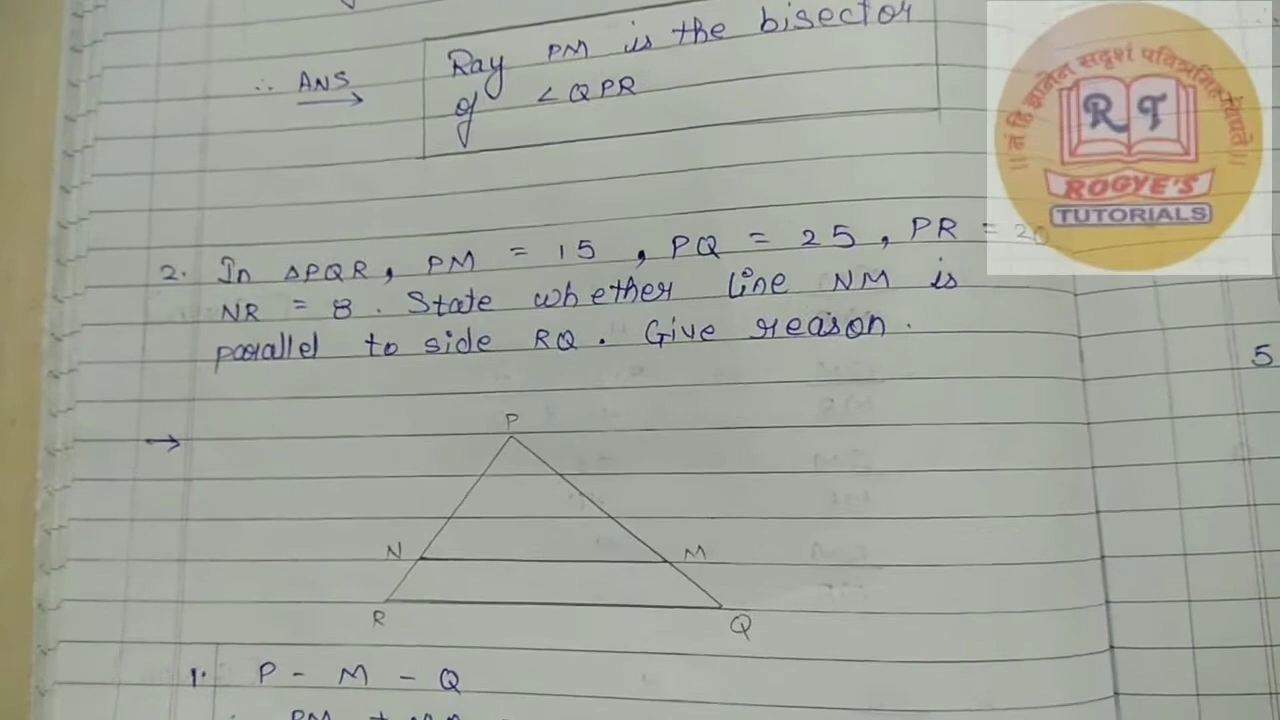 ∴ ANS Ray PM is the bisector
of ∠QPR
2. In ΔPQR, PM = 15, PQ = 25, PR = 20
NR = 8. State whether line NM is
parallel to side RQ. Give reason.
5
→
P
N M
R Q
1. P - M - Q
RT
ROGYE'S
TUTORIALS